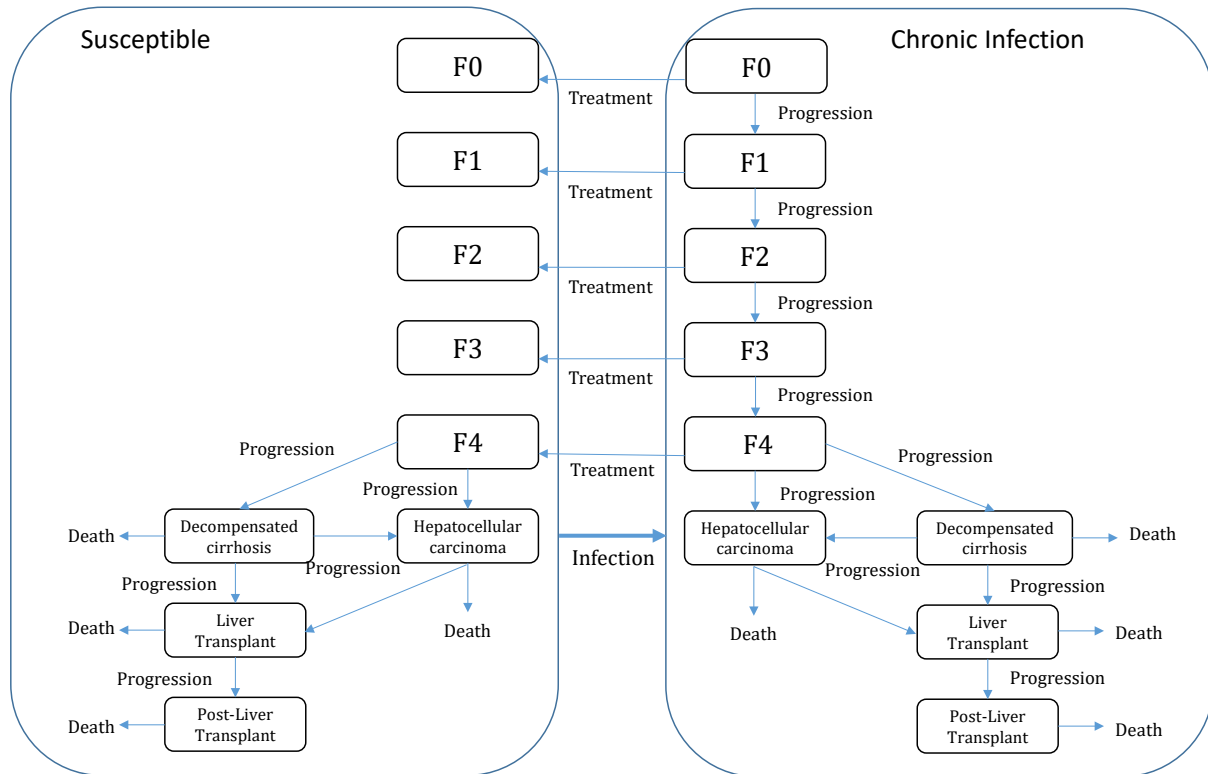 Susceptible
Chronic Infection
F0
F0
Treatment
Progression
F1
F1
Treatment
Progression
F2
F2
Treatment
Progression
F3
F3
Treatment
Progression
F4
F4
Progression
Treatment
Progression
Progression
Progression
Death
Decompensated
cirrhosis
Hepatocellular
carcinoma
Infection
Hepatocellular
carcinoma
Decompensated
cirrhosis
Death
Progression
Progression
Progression
Progression
Death
Liver
Transplant
Death
Death
Liver
Transplant
Death
Progression
Progression
Death
Post-Liver
Transplant
Post-Liver
Transplant
Death